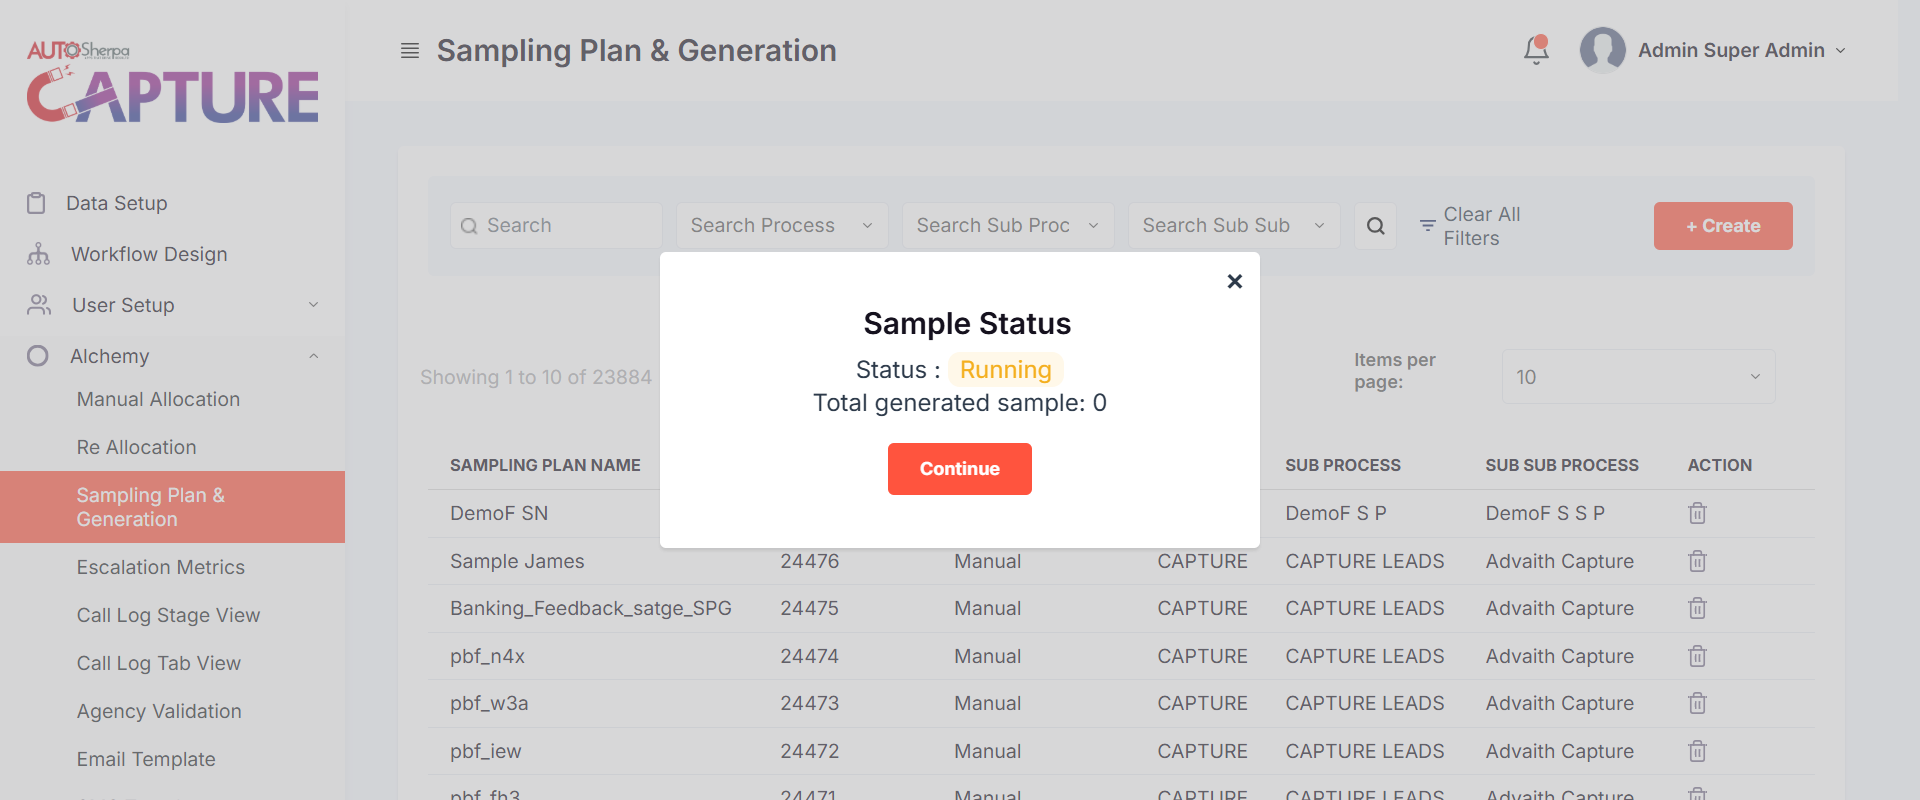 AUTOSherpa
CAPTURE
Sampling Plan & Generation
Admin Super Admin
Data Setup
Workflow Design
User Setup
Alchemy
Manual Allocation
Re Allocation
Sampling Plan &
Generation
Escalation Metrics
Call Log Stage View
Call Log Tab View
Agency Validation
Email Template
Search
Search Process
Search Sub Proc
Search Sub Sub
Clear All
Filters
+ Create
Sample Status
Status : Running
Total generated sample: 0
Continue
Showing 1 to 10 of 23884
Items per
page:
10
SAMPLING PLAN NAME SUB PROCESS SUB SUB PROCESS ACTION
DemoF SN DemoF S P DemoF S S P
Sample James 24476 Manual CAPTURE CAPTURE LEADS Advaith Capture
Banking_Feedback_satge_SPG 24475 Manual CAPTURE CAPTURE LEADS Advaith Capture
pbf_n4x 24474 Manual CAPTURE CAPTURE LEADS Advaith Capture
pbf_w3a 24473 Manual CAPTURE CAPTURE LEADS Advaith Capture
pbf_iew 24472 Manual CAPTURE CAPTURE LEADS Advaith Capture
pbf_fh3 24471 Manual CAPTURE CAPTURE LEADS Advaith Capture